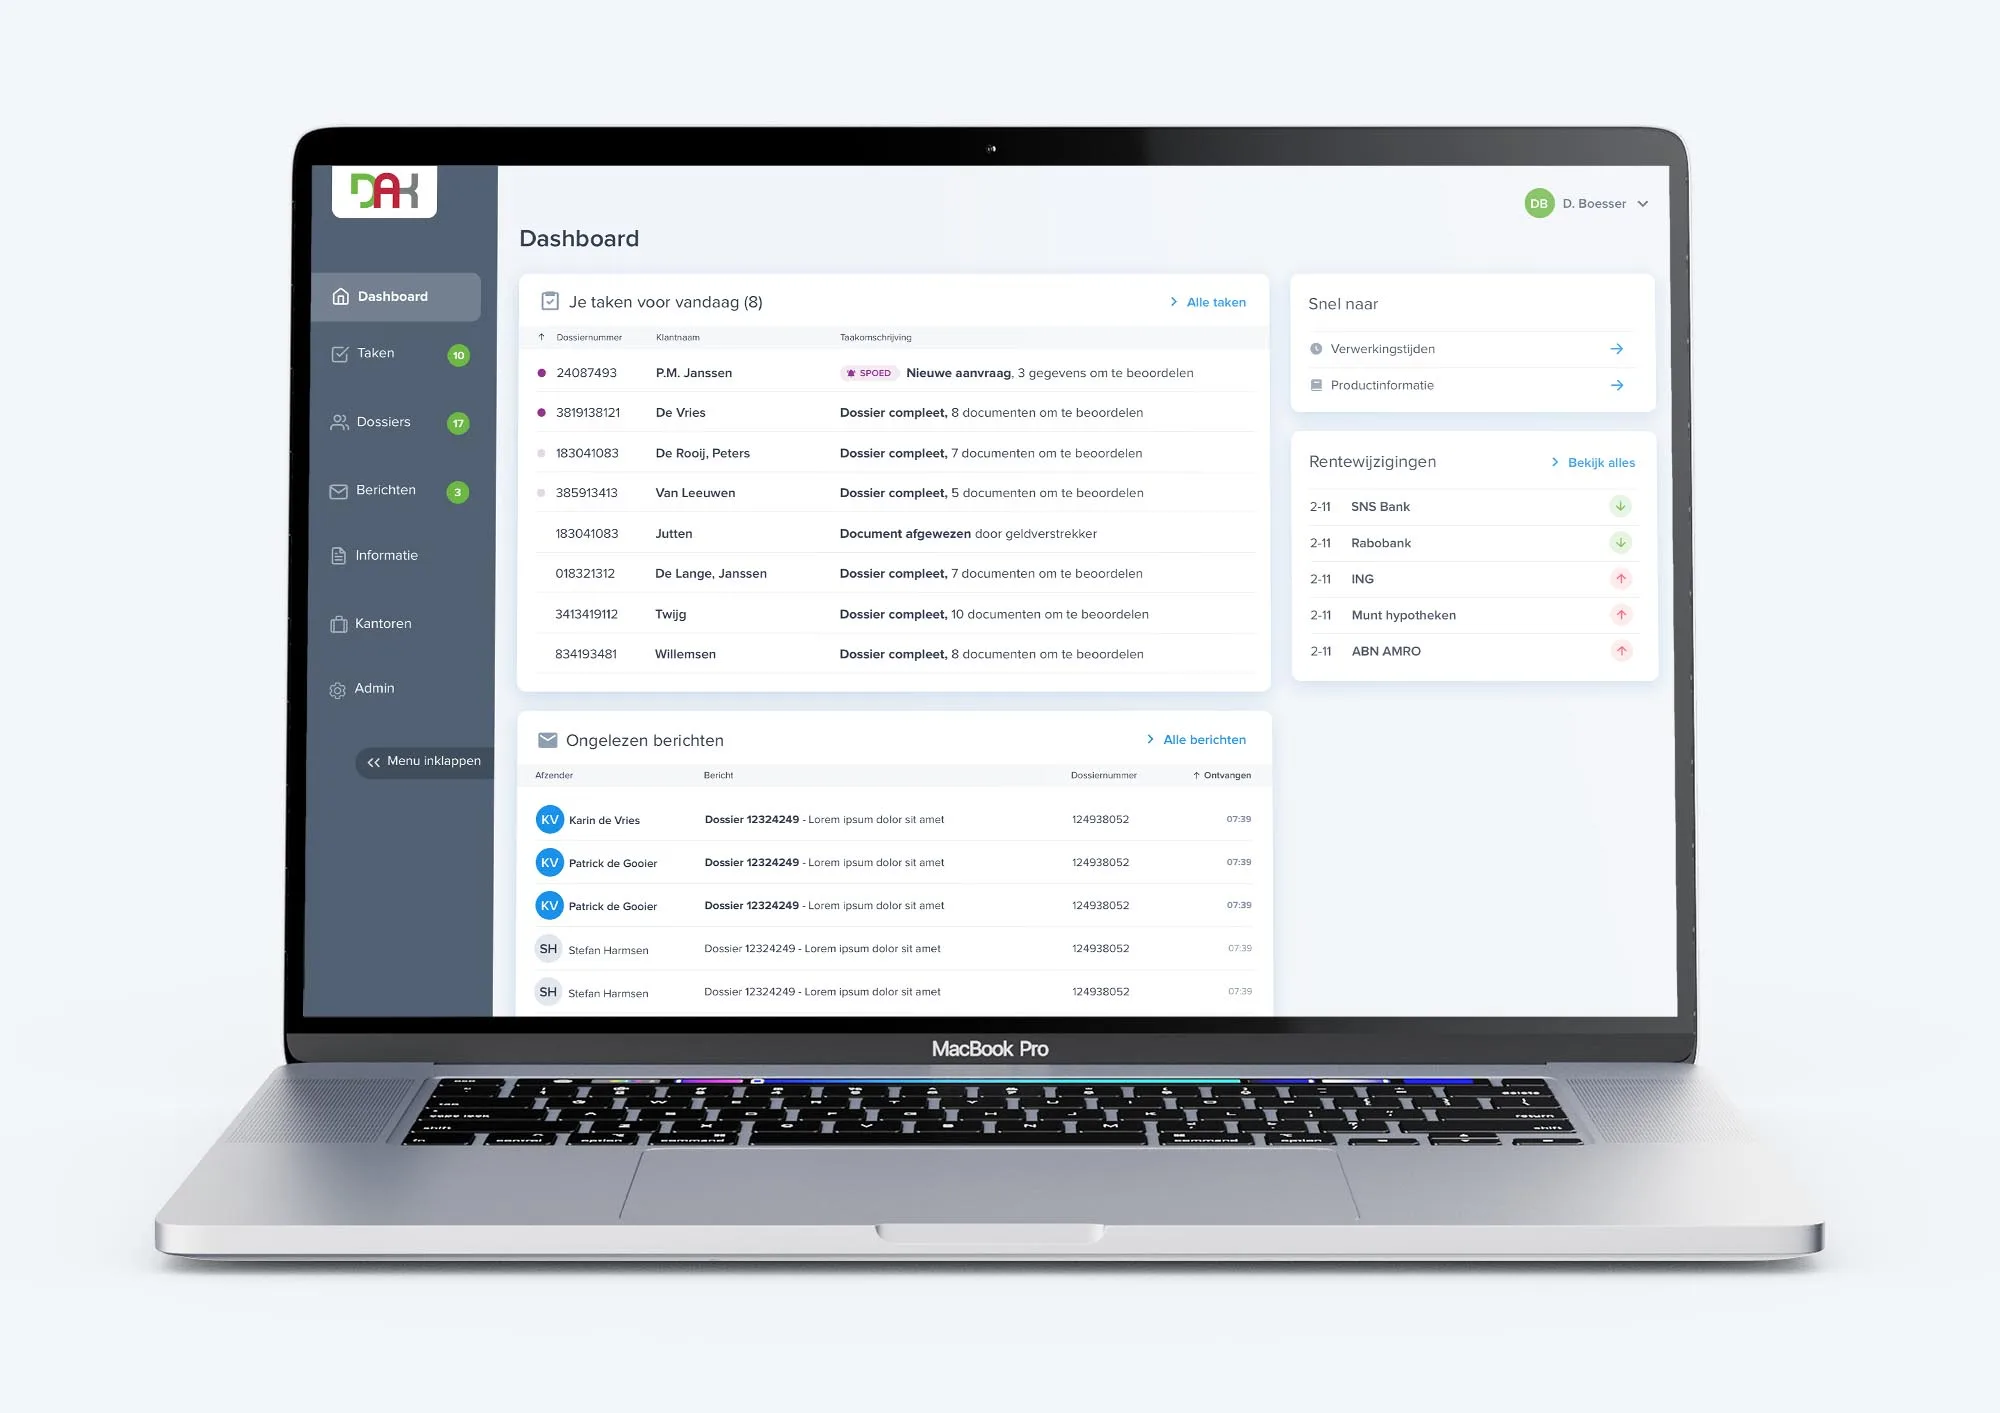 DAK
DB D. Boesser
Dashboard
Dashboard
Taken 10
Dossiers 17
Berichten 3
Informatie
Kantoren
Admin
Menu inklappen
Je taken voor vandaag (8) Alle taken
Dossiernummer Klantnaam Taakomschrijving
24087493 P.M. Janssen SPOED Nieuwe aanvraag, 3 gegevens om te beoordelen
3819138121 De Vries Dossier compleet, 8 documenten om te beoordelen
183041083 De Rooij, Peters Dossier compleet, 7 documenten om te beoordelen
385913413 Van Leeuwen Dossier compleet, 5 documenten om te beoordelen
183041083 Jutten Document afgewezen door geldverstrekker
018321312 De Lange, Janssen Dossier compleet, 7 documenten om te beoordelen
3413419112 Twijg Dossier compleet, 10 documenten om te beoordelen
834193481 Willemsen Dossier compleet, 8 documenten om te beoordelen
Snel naar
Verwerkingstijden
Productinformatie
Rentewijzigingen Bekijk alles
2-11 SNS Bank
2-11 Rabobank
2-11 ING
2-11 Munt hypotheken
2-11 ABN AMRO
Ongelezen berichten Alle berichten
Afzender Bericht Dossiernummer Ontvangen
KV Karin de Vries Dossier 12324249 - Lorem ipsum dolor sit amet 124938052 07:39
KV Patrick de Gooier Dossier 12324249 - Lorem ipsum dolor sit amet 124938052 07:39
KV Patrick de Gooier Dossier 12324249 - Lorem ipsum dolor sit amet 124938052 07:39
SH Stefan Harmsen Dossier 12324249 - Lorem ipsum dolor sit amet 124938052 07:39
SH Stefan Harmsen Dossier 12324249 - Lorem ipsum dolor sit amet 124938052 07:39
MacBook Pro
delete
return
shift shift
fn control option command command option